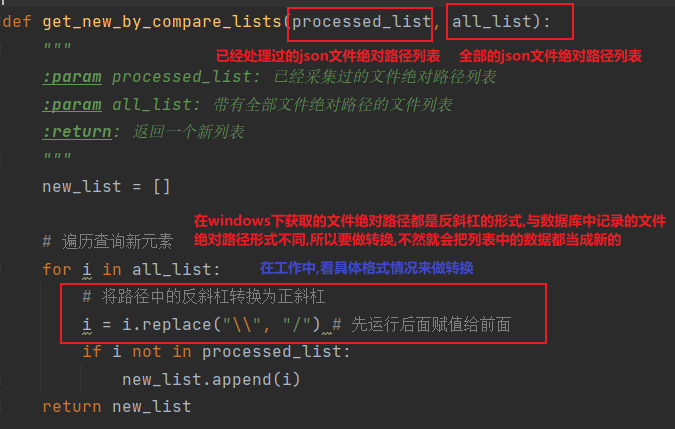 def get_new_by_compare_lists(processed_list, all_list):
"""
已经处理过的json文件绝对路径列表 全部的json文件绝对路径列表
:param processed_list: 已经采集过的文件绝对路径列表
:param all_list: 带有全部文件绝对路径的文件列表
:return: 返回一个新列表
"""
new_list = []
在windows下获取的文件绝对路径都是反斜杠的形式,与数据库中记录的文件
# 遍历查询新元素
绝对路径形式不同,所以要做转换,不然就会把列表中的数据都当成新的
for i in all_list:
在工作中,看具体格式情况来做转换
# 将路径中的反斜杠转换为正斜杠
i = i.replace("\\", "/") # 先运行后面赋值给前面
if i not in processed_list:
new_list.append(i)
return new_list